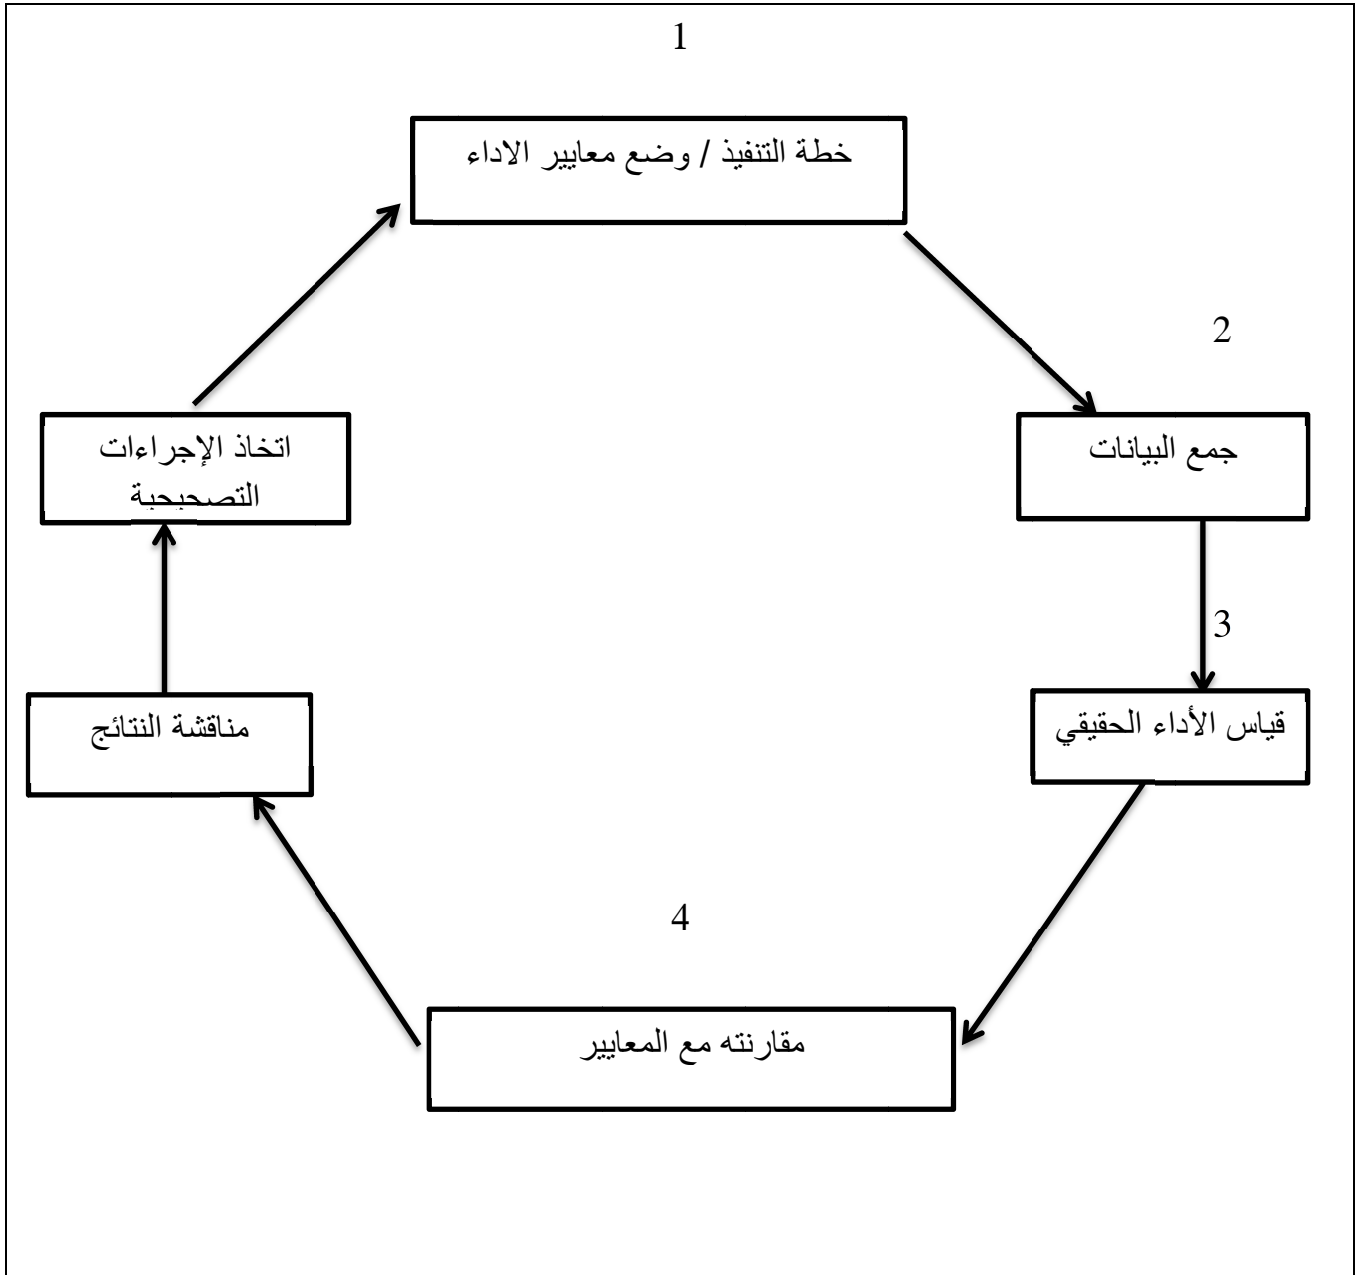 1
خطة التنفيذ / وضع معايير الاداء
2
جمع البيانات
3
قياس الأداء الحقيقي
4
مقارنته مع المعايير
مناقشة النتائج
اتخاذ الإجراءات
التصحيحية